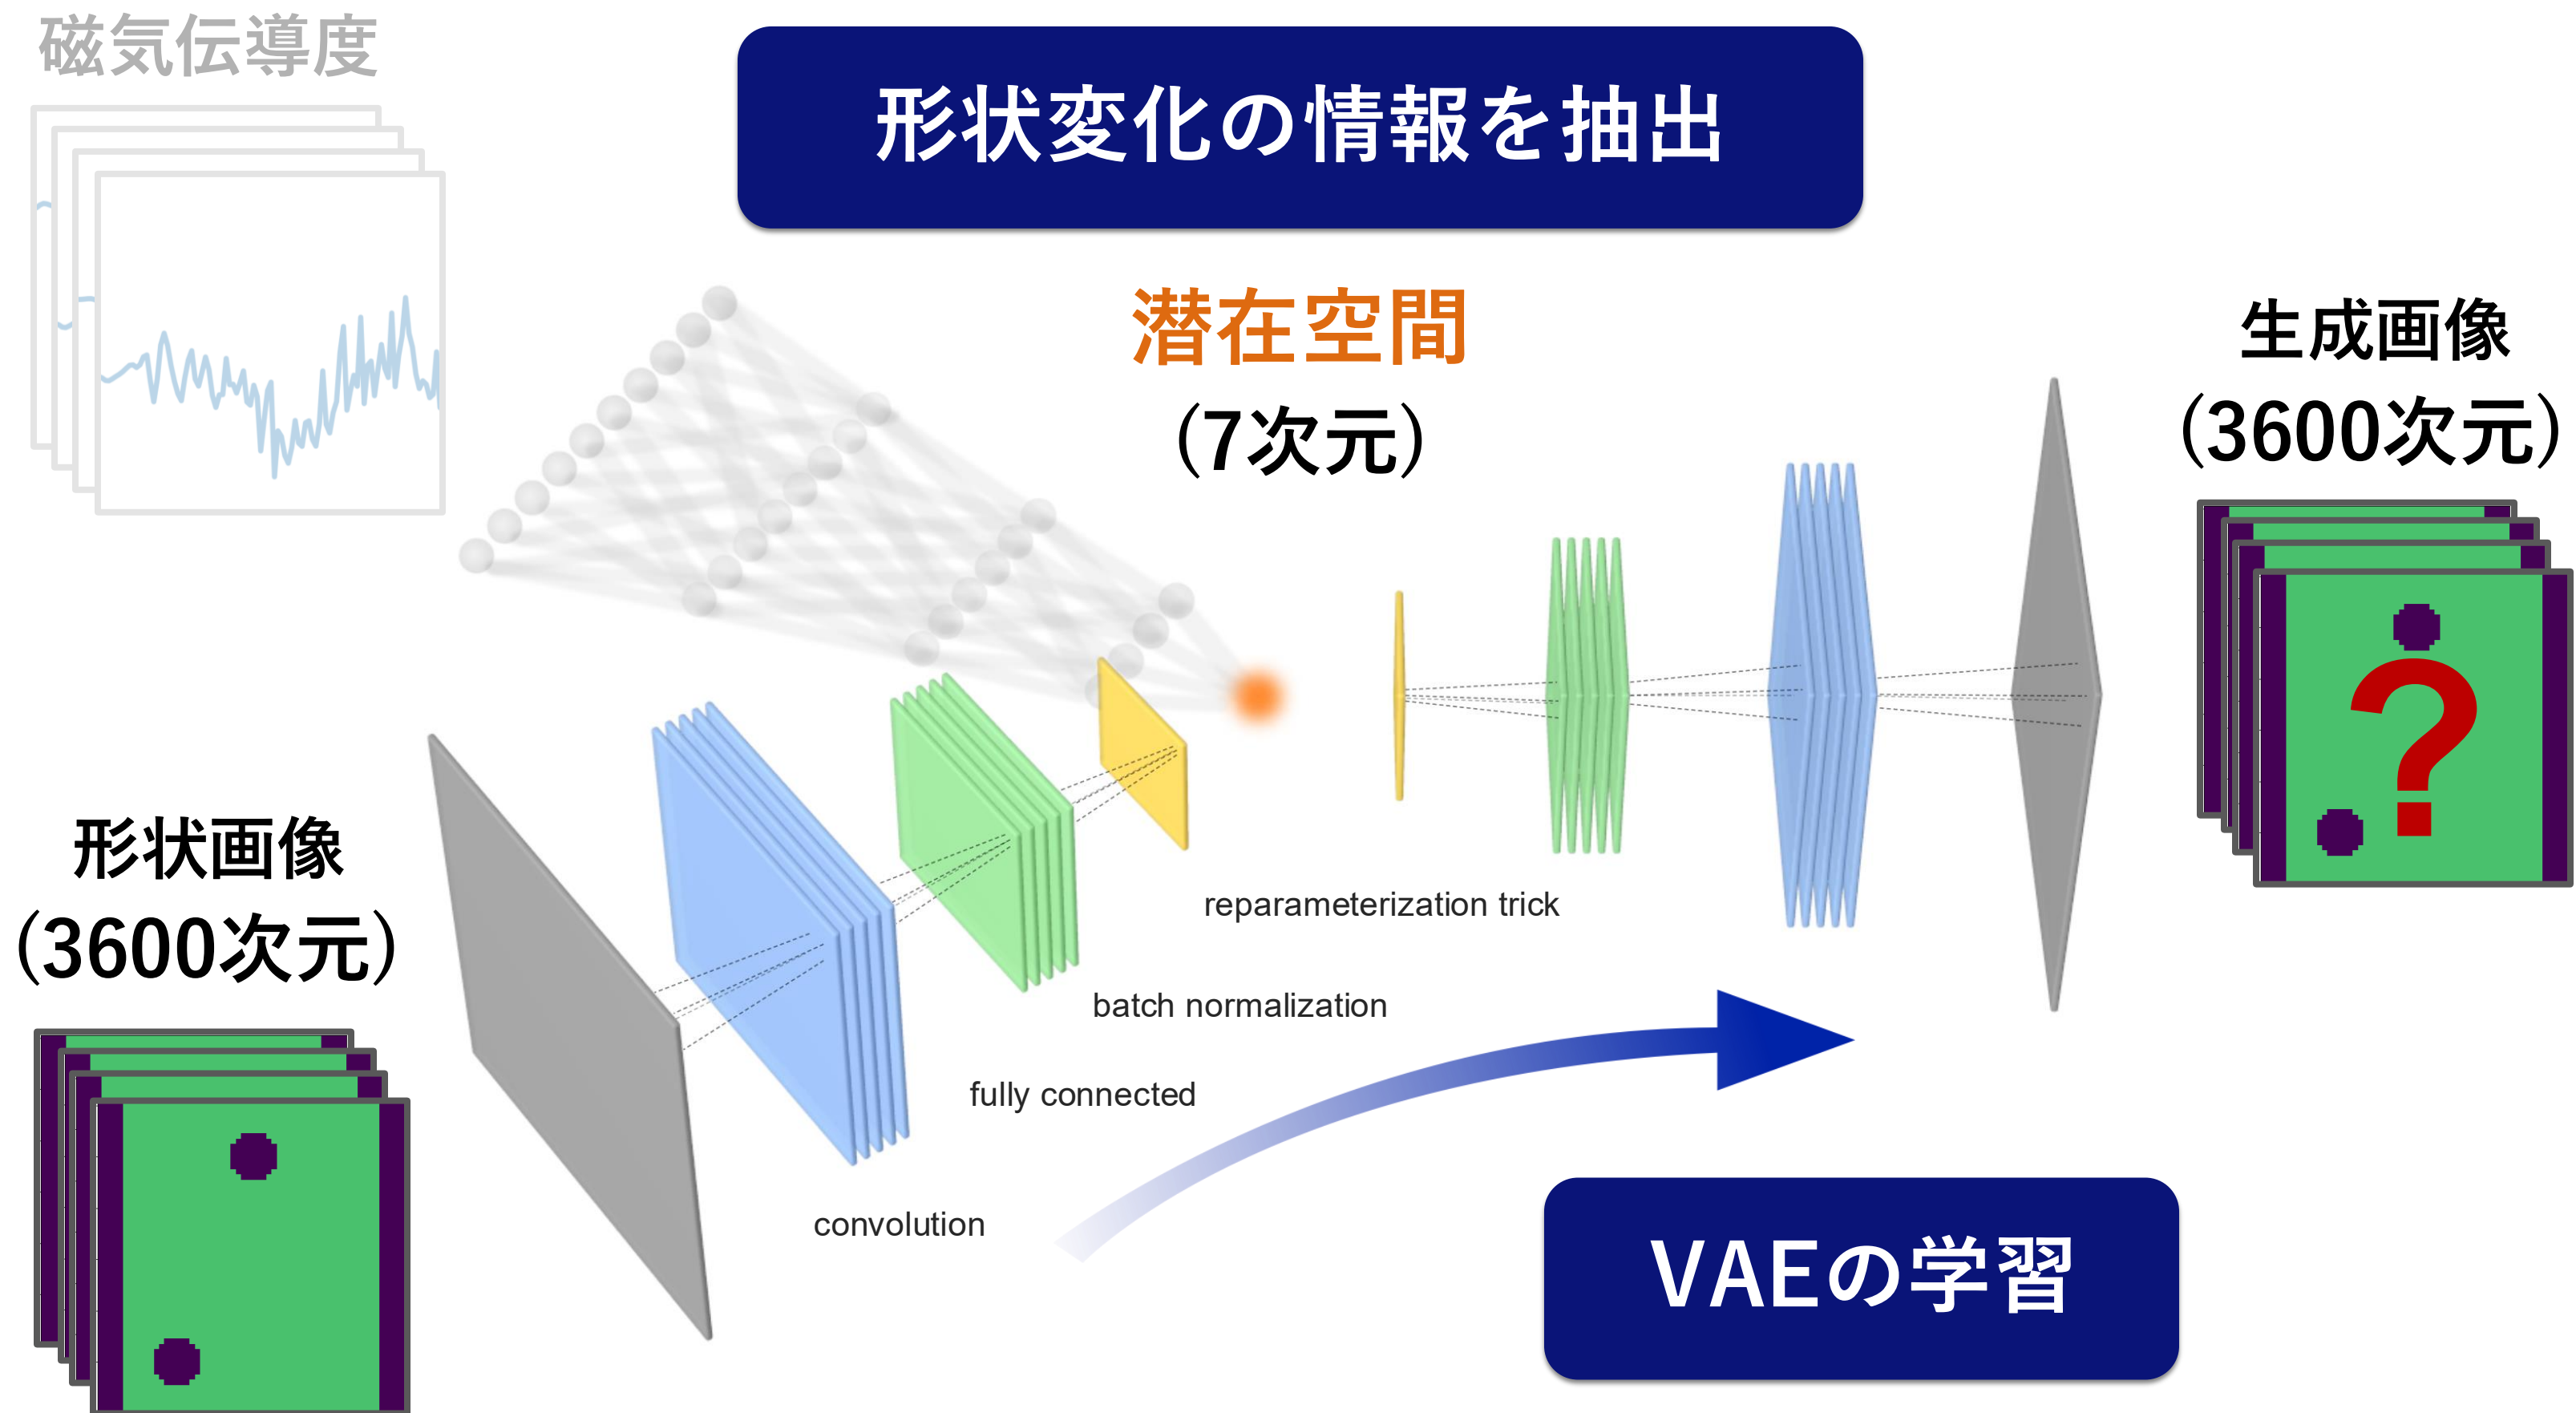 磁気伝導度
形状変化の情報を抽出
潜在空間
(7次元)
生成画像
(3600次元)
?
形状画像
(3600次元)
reparameterization trick
batch normalization
fully connected
convolution
VAEの学習